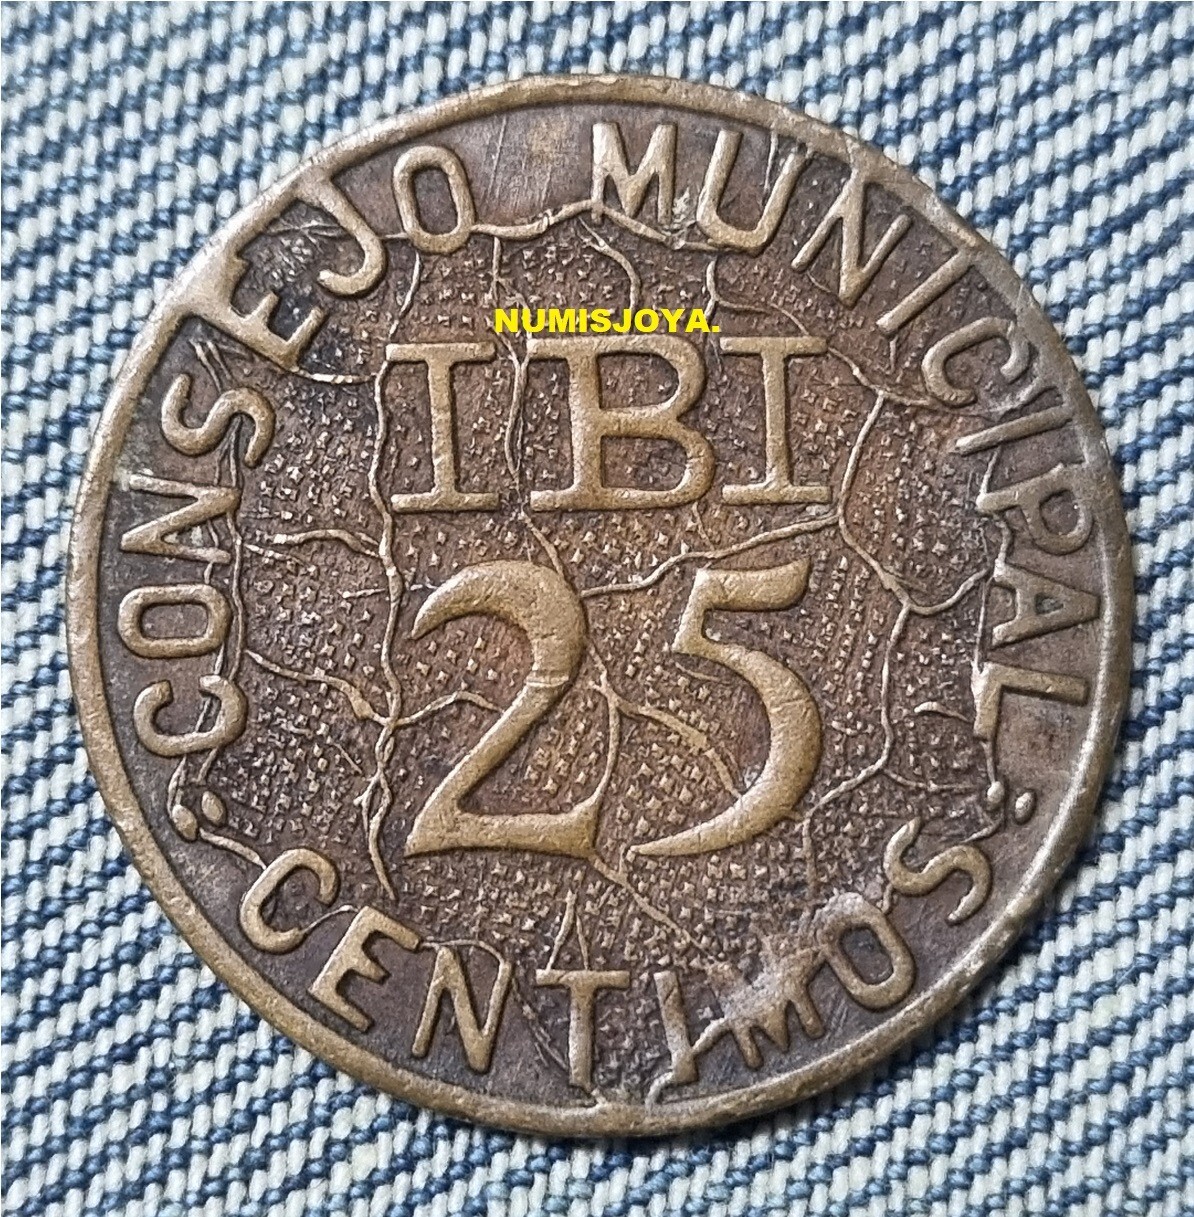 CONSEJO MUNICIPAL
NUMISJOYA.
IBI
25
CENTIMOS